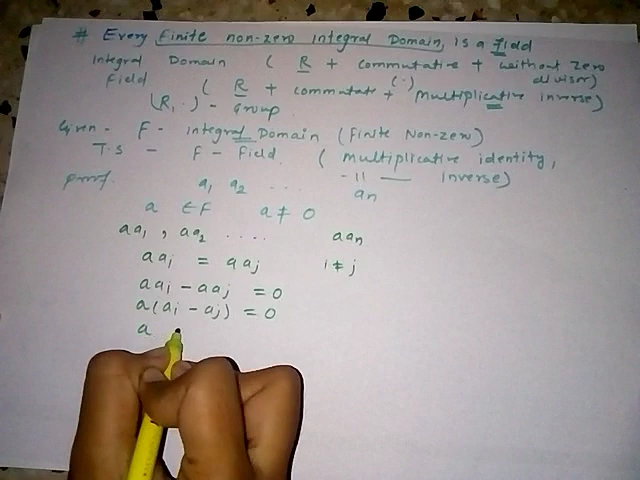 # Every finite non-zero integral Domain, is a field
Integral Domain ( R + commutative + without zero divisor)
field ( R + commutate + (·) multiplicative inverse)
(R, ·) - Group
Given - F - integral Domain (finite Non-zero)
T.S - F - field. ( multiplicative identity,
-11- inverse)
proof. a1 a2 ... an
a ∈ F a ≠ 0
aa1 , aa2 .... aan
aai = aaj i ≠ j
aai - aaj = 0
a(ai - aj) = 0
a